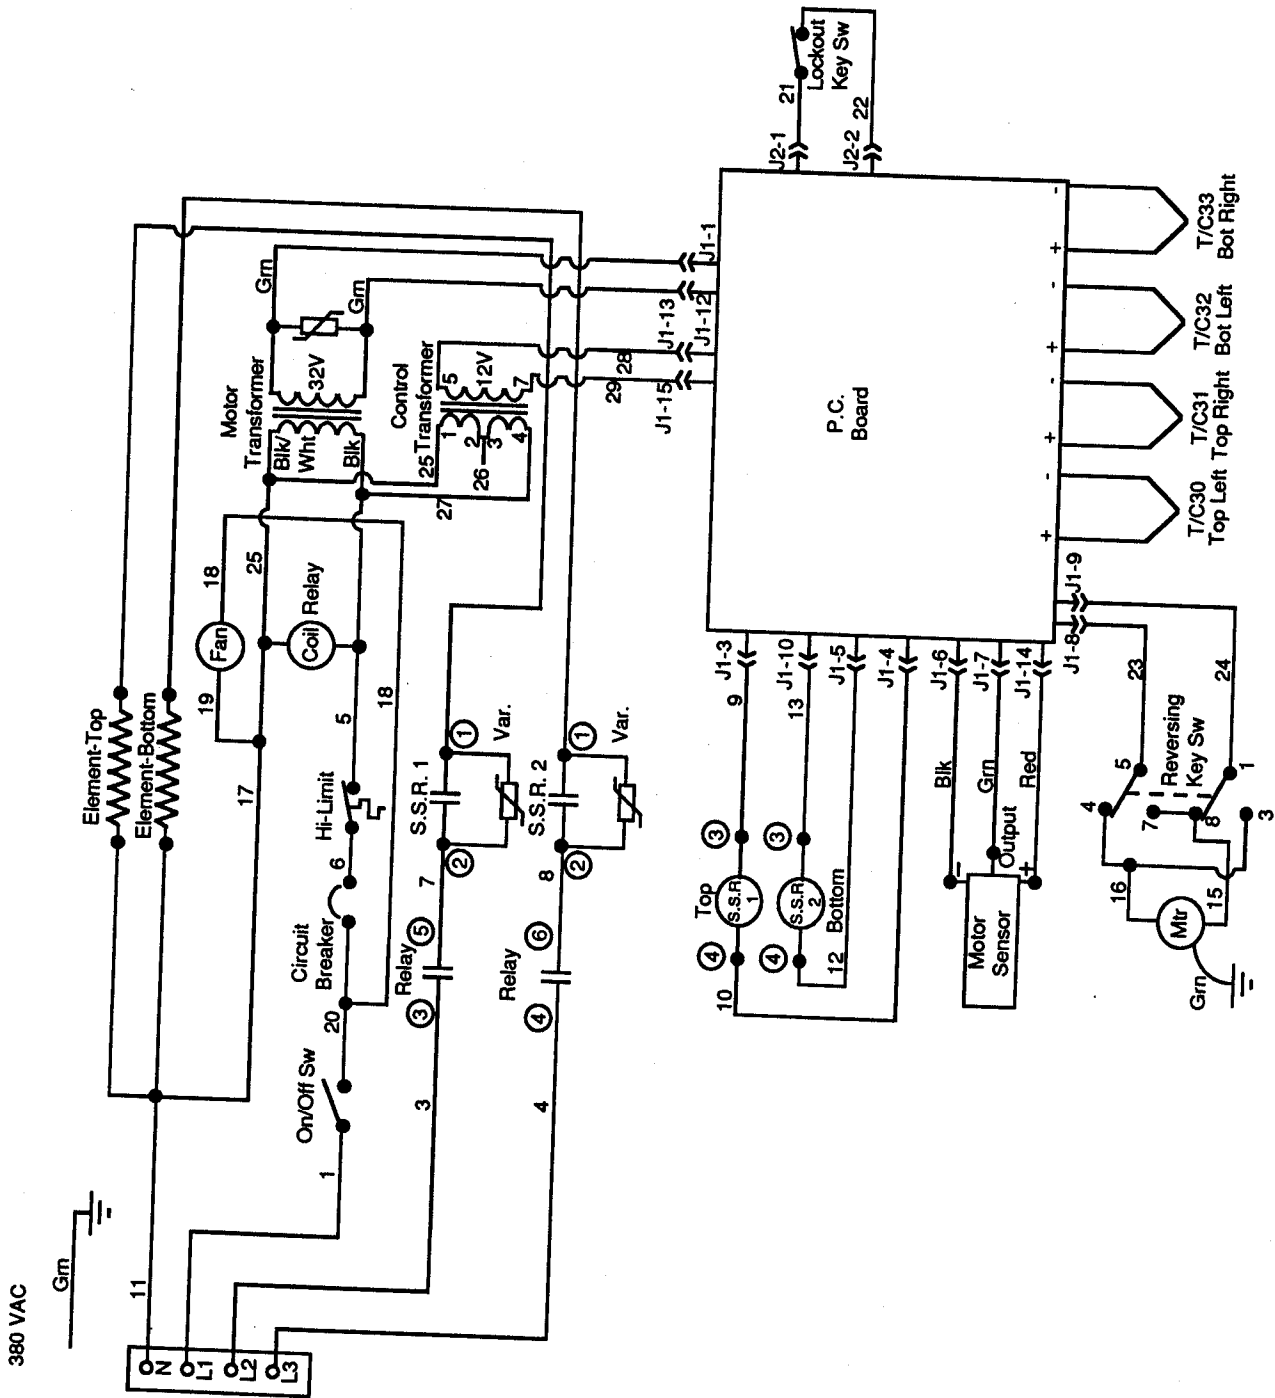 380 VAC
Grn
11
N
L1
L2
L3
1
3
4
On/Off Sw
20
Circuit
Breaker
6
Hi-Limit
5
18
17
Element-Top
Element-Bottom
19
Fan
18
25
Coil
Relay
Motor
Transformer
Blk/
Wht
Blk
32V
Grn
Grn
Control
Transformer
25
26
27
1
2
3
4
5
12V
7
28
29
Relay
3
5
7
2
S.S.R. 1
1
Var.
Relay
4
6
8
2
S.S.R. 2
1
Var.
J1-1
J1-13
J1-12
J1-15
P.C.
Board
J2-1
21
Lockout
Key Sw
J2-2
22
J1-3
9
J1-10
13
J1-5
J1-4
J1-6
J1-7
J1-14
J1-8
J1-9
Top
3
S.S.R
1
4
10
3
S.S.R
2
4
12
Bottom
Blk
Grn
Red
-
Output
+
Motor
Sensor
23
24
Reversing
Key Sw
5
4
7
8
1
3
16
15
Mtr
Grn
+
-
T/C30
Top Left
+
-
T/C31
Top Right
+
-
T/C32
Bot Left
+
-
T/C33
Bot Right